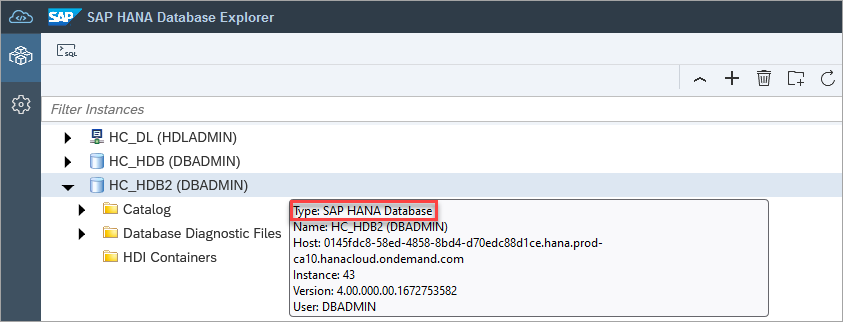 SAP SAP HANA Database Explorer
SQL
Filter Instances
HC_DL (HDLADMIN)
HC_HDB (DBADMIN)
HC_HDB2 (DBADMIN)
Catalog
Database Diagnostic Files
HDI Containers
Type: SAP HANA Database
Name: HC_HDB2 (DBADMIN)
Host: 0145fdc8-58ed-4858-8bd4-d70edc88d1ce.hana.prod-
ca10.hanacloud.ondemand.com
Instance: 43
Version: 4.00.000.00.1672753582
User: DBADMIN